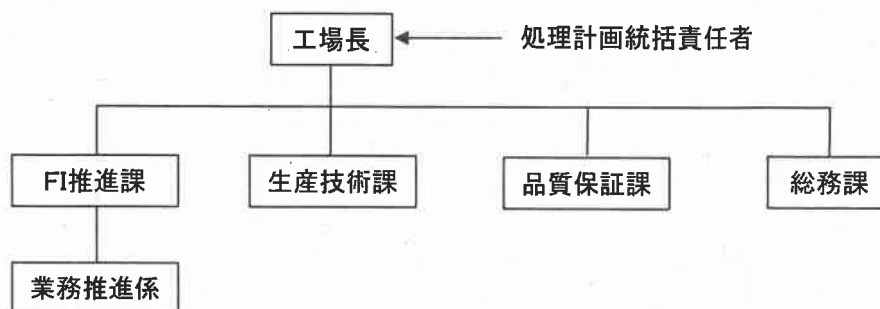 工場長
処理計画統括責任者
FI推進課
生産技術課
品質保証課
総務課
業務推進係